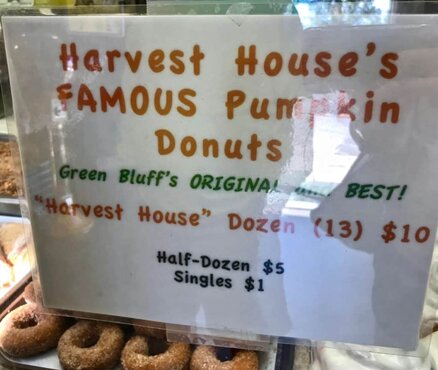 Harvest House's
FAMOUS Pumpkin
Donuts
Green Bluff's ORIGINAL BEST!
"Harvest House" Dozen (13) $10
Half-Dozen $5
Singles $1